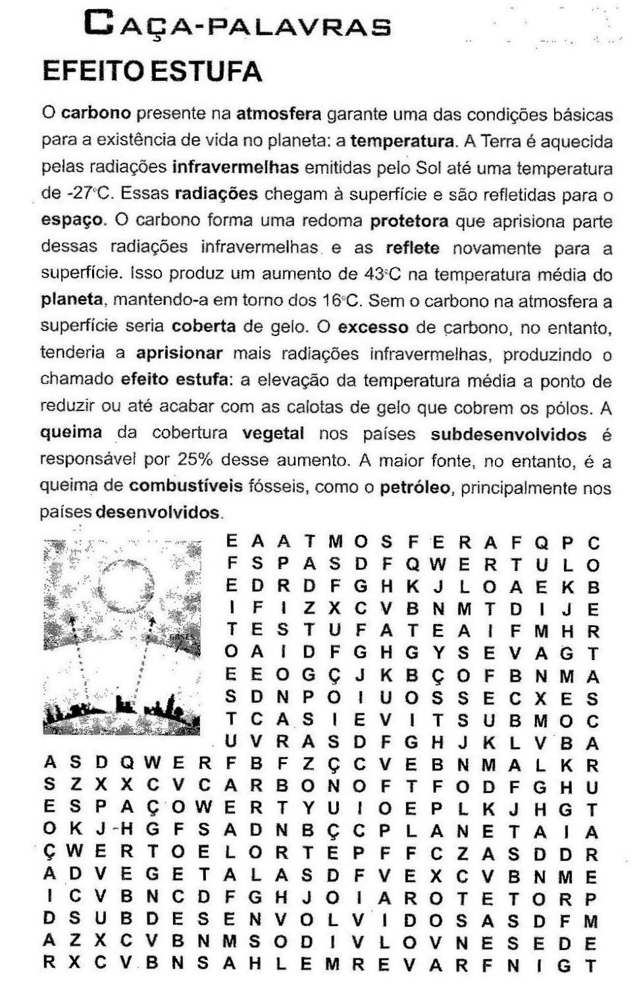 CAÇA-PALAVRAS
EFEITO ESTUFA
O carbono presente na atmosfera garante uma das condições básicas
para a existência de vida no planeta: a temperatura. A Terra é aquecida
pelas radiações infravermelhas emitidas pelo Sol até uma temperatura
de -27°C. Essas radiações chegam à superfície e são refletidas para o
espaço. O carbono forma uma redoma protetora que aprisiona parte
dessas radiações infravermelhas e as reflete novamente para a
superfície. Isso produz um aumento de 43°C na temperatura média do
planeta, mantendo-a em torno dos 16°C. Sem o carbono na atmosfera a
superfície seria coberta de gelo. O excesso de carbono, no entanto,
tenderia a aprisionar mais radiações infravermelhas, produzindo o
chamado efeito estufa: a elevação da temperatura média a ponto de
reduzir ou até acabar com as calotas de gelo que cobrem os pólos. A
queima da cobertura vegetal nos países subdesenvolvidos é
responsável por 25% desse aumento. A maior fonte, no entanto, é a
queima de combustíveis fósseis, como o petróleo, principalmente nos
países desenvolvidos.
E A A T M O S F E R A F Q P C
F S P A S D F Q W E R T U L O
E D R D F G H K J L O A E K B
I F I Z X C V B N M T D I J E
T E S T U F A T E A I F M H R
GASES
O A I D F G H G Y S E V A G T
E E O G Ç J K B Ç O F B N M A
S D N P O I U O S S E C X E S
T C A S I E V I T S U B M O C
U V R A S D F G H J K L V B A
A S D Q W E R F B F Z Ç C V E B N M A L K R
S Z X X C V C A R B O N O F T F O D F G H U
E S P A Ç O W E R T Y U I O E P L K J H G T
O K J H G F S A D N B Ç C P L A N E T A I A
Ç W E R T O E L O R T E P F F C Z A S D D R
A D V E G E T A L A S D F V E X C V B N M E
I C V B N C D F G H J O I A R O T E T O R P
D S U B D E S E N V O L V I D O S A S D F M
A Z X C V B N M S O D I V L O V N E S E D E
R X C V B N S A H L E M R E V A R F N I G T